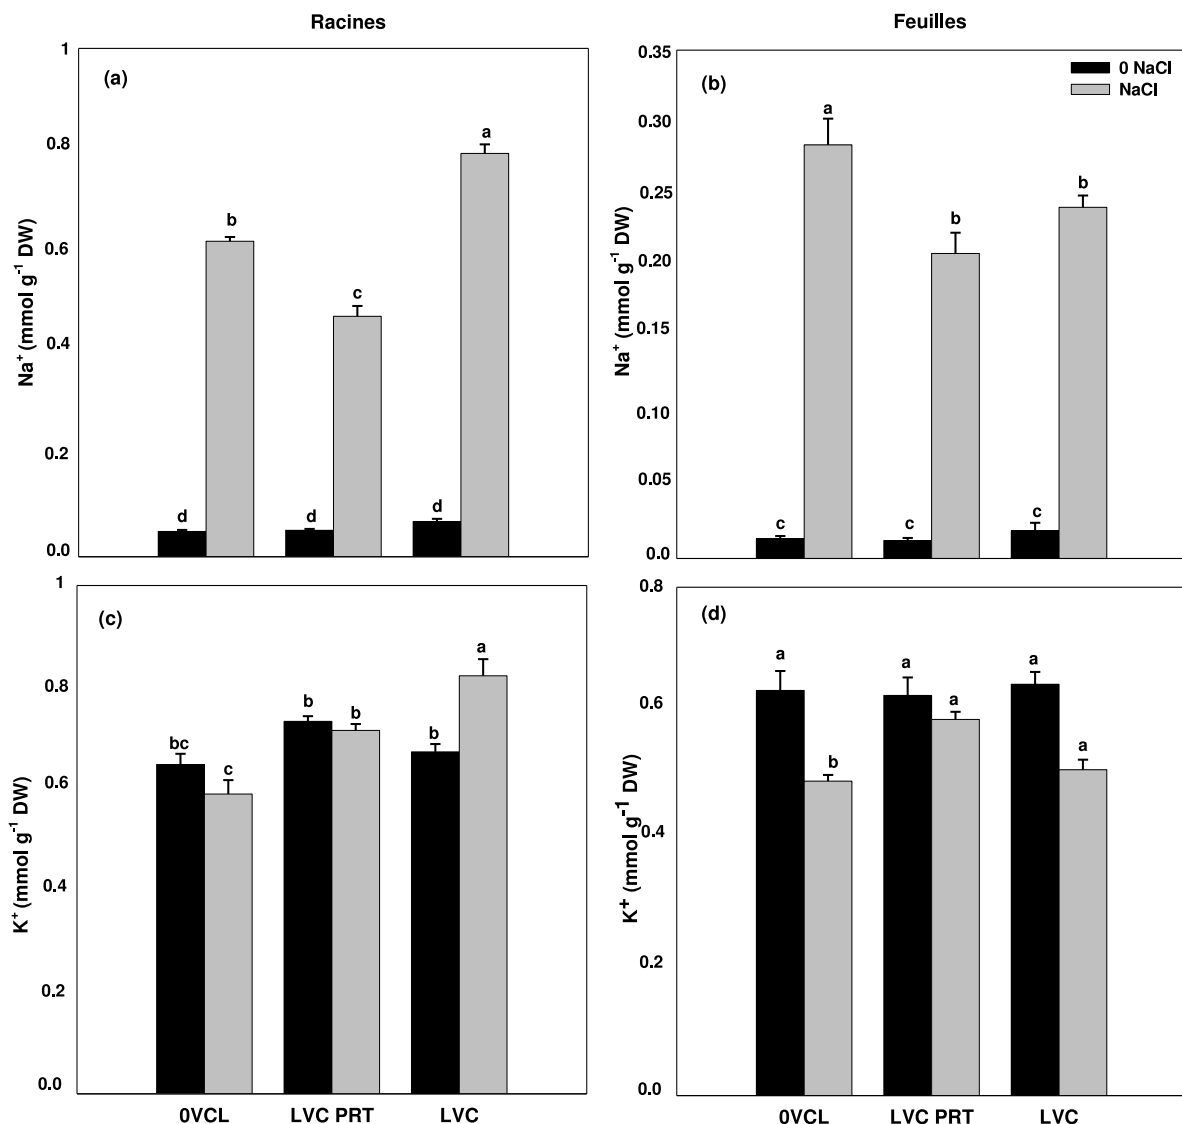 Racines
Feuilles
(a)
1
0.8
0.6
0.4
0.2
0.0
Na⁺ (mmol g⁻¹ DW)
d
b
d
c
d
a
(b)
0 NaCl
NaCl
0.35
0.30
0.25
0.20
0.15
0.10
0.05
0.0
Na⁺ (mmol g⁻¹ DW)
c
a
c
b
c
b
(c)
1
0.8
0.6
0.4
0.2
0.0
K⁺ (mmol g⁻¹ DW)
bc
c
b
b
b
a
0VCL
LVC PRT
LVC
(d)
0.8
0.6
0.4
0.2
0.0
K⁺ (mmol g⁻¹ DW)
a
b
a
a
a
a
0VCL
LVC PRT
LVC